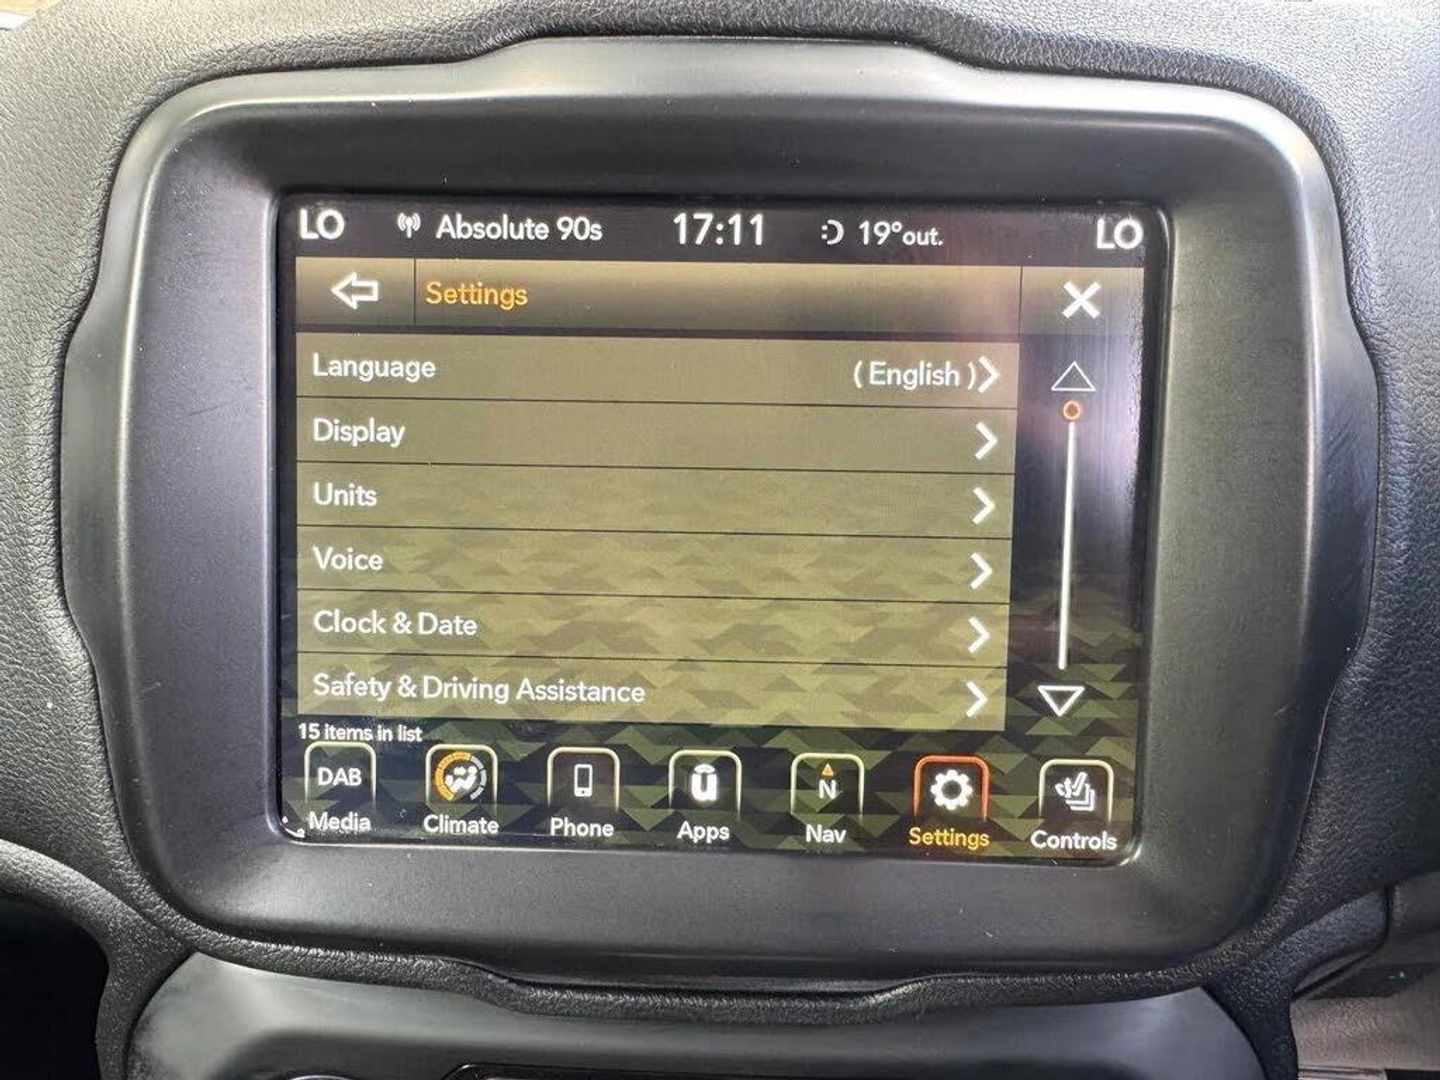 LO Absolute 90s 17:11 19°out. LO
Settings
Language (English)
Display
Units
Voice
Clock & Date
Safety & Driving Assistance
15 items in list
DAB N
Media Climate Phone Apps Nav Settings Controls